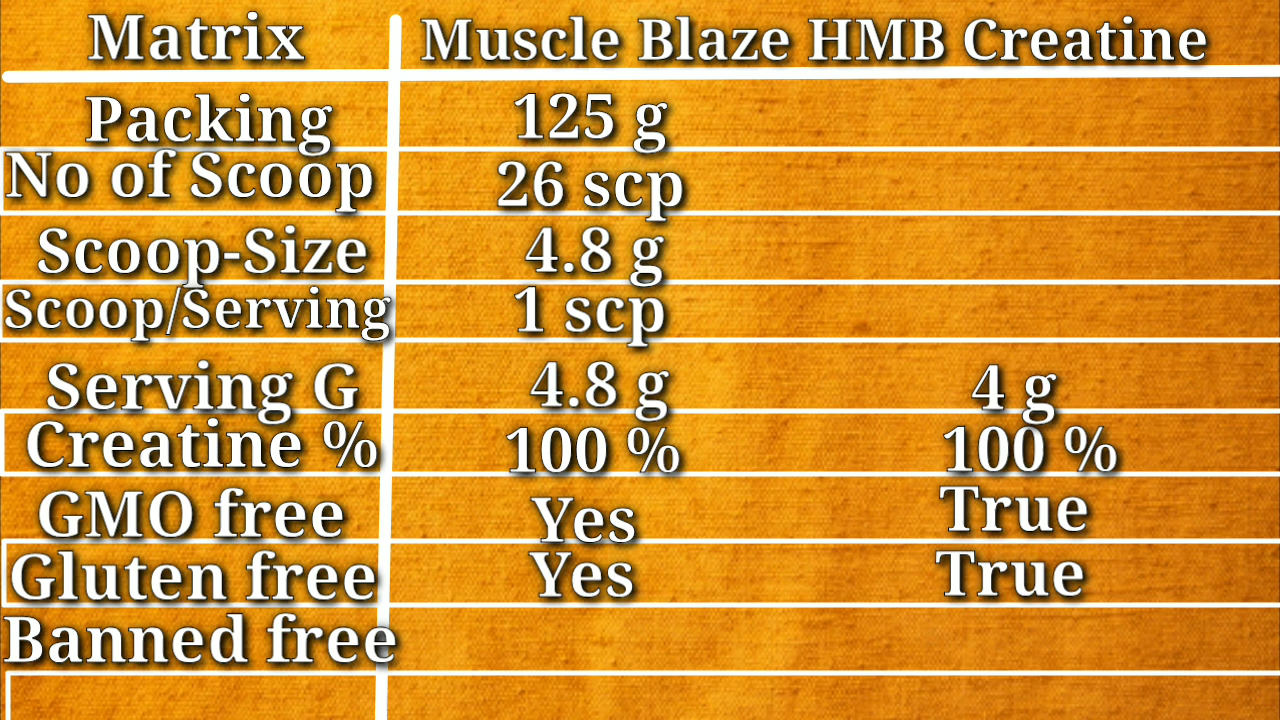 Matrix Muscle Blaze HMB Creatine
Packing 125 g
No of Scoop 26 scp
Scoop-Size 4.8 g
Scoop/Serving 1 scp
Serving G 4.8 g 4 g
Creatine % 100 % 100 %
GMO free Yes True
Gluten free Yes True
Banned free